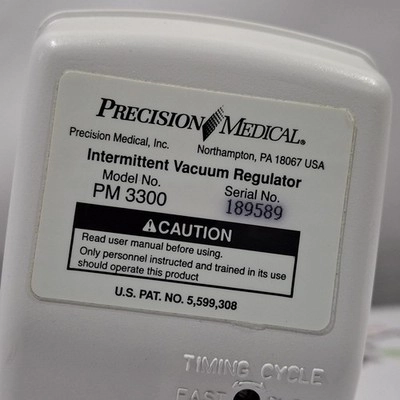 PRECISION MEDICAL®
Precision Medical, Inc. Northampton, PA 18067 USA
Intermittent Vacuum Regulator
Model No. Serial No.
PM 3300 189589
CAUTION
Read user manual before using.
Only personnel instructed and trained in its use
should operate this product
U.S. PAT. NO. 5,599,308
TIMING CYCLE
FAST